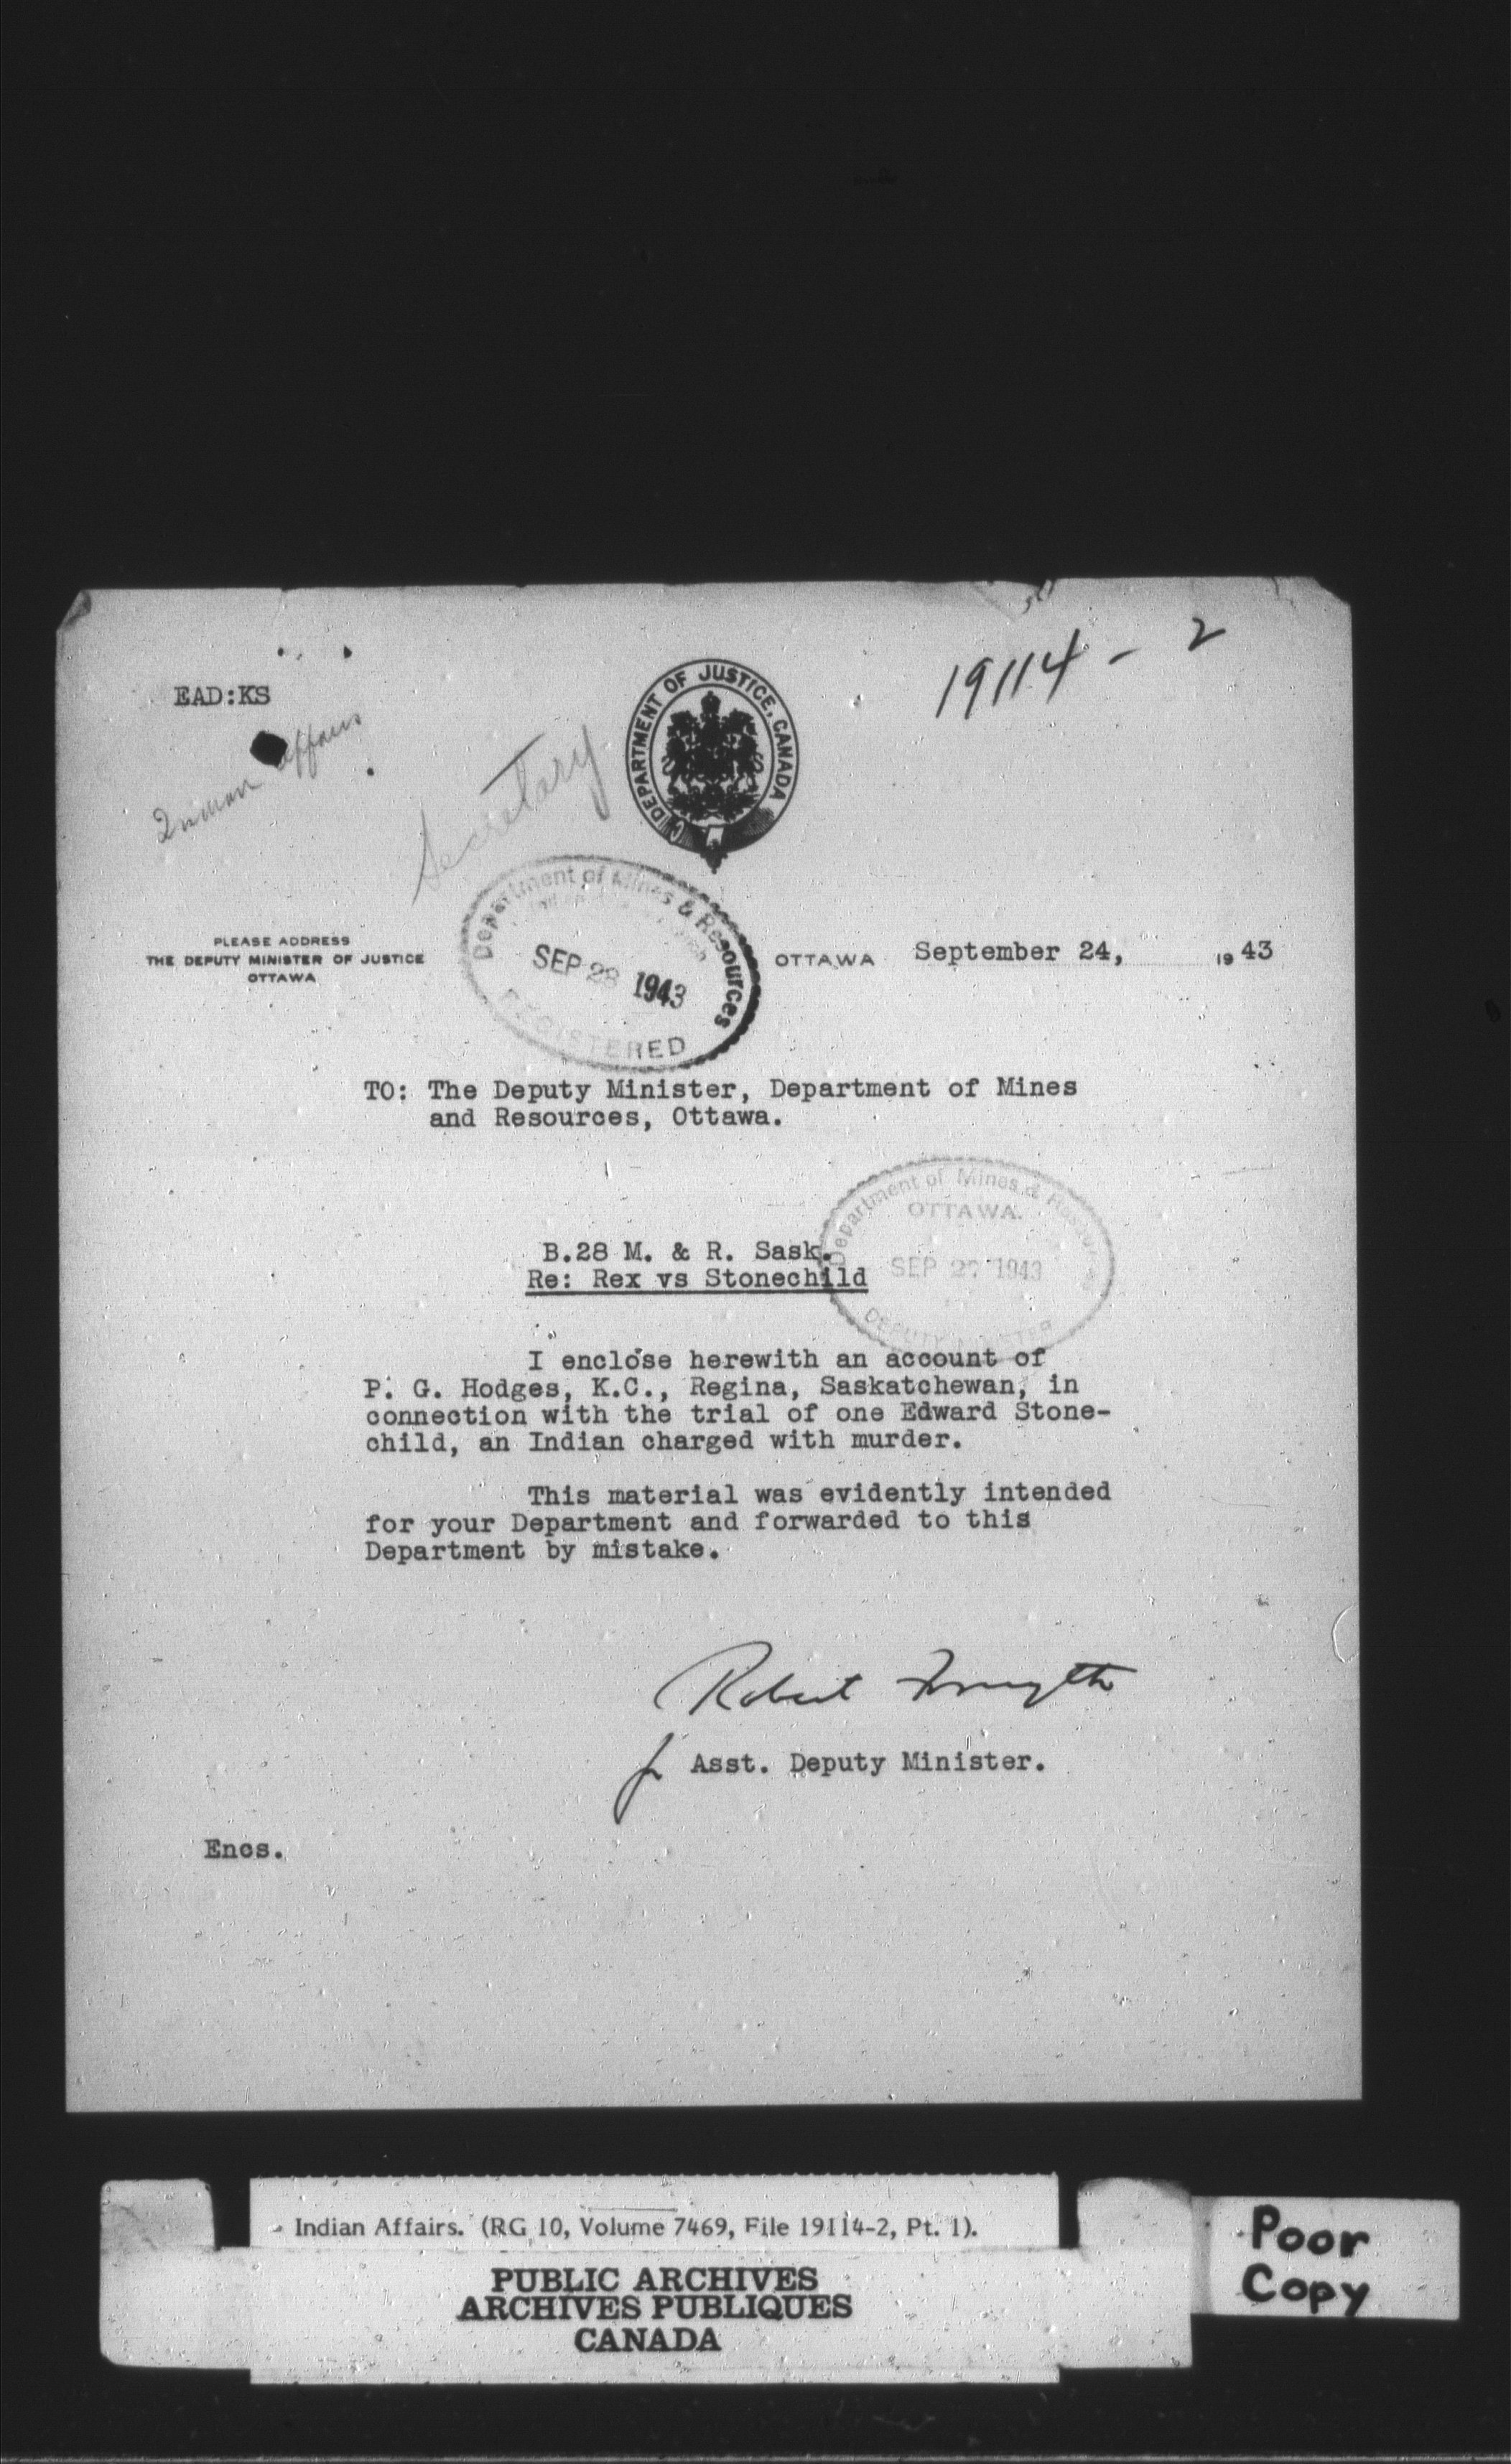 19114 - 2
EAD:KS
Indian Affairs
Secretary
DEPARTMENT OF JUSTICE, CANADA
PLEASE ADDRESS
THE DEPUTY MINISTER OF JUSTICE
OTTAWA
Department of Mines & Resources
SEP 28 1943
REGISTERED
OTTAWA September 24, 1943
TO: The Deputy Minister, Department of Mines
and Resources, Ottawa.
Department of Mines & Resources
OTTAWA.
SEP 27 1943
DEPUTY MINISTER
B.28 M. & R. Sask.
Re: Rex vs Stonechild
I enclose herewith an account of
P. G. Hodges, K.C., Regina, Saskatchewan, in
connection with the trial of one Edward Stone-
child, an Indian charged with murder.
This material was evidently intended
for your Department and forwarded to this
Department by mistake.
Robert Forsyth
f Asst. Deputy Minister.
Encs.
Indian Affairs. (RG 10, Volume 7469, File 19114-2, Pt. 1).
PUBLIC ARCHIVES
ARCHIVES PUBLIQUES
CANADA
Poor
Copy